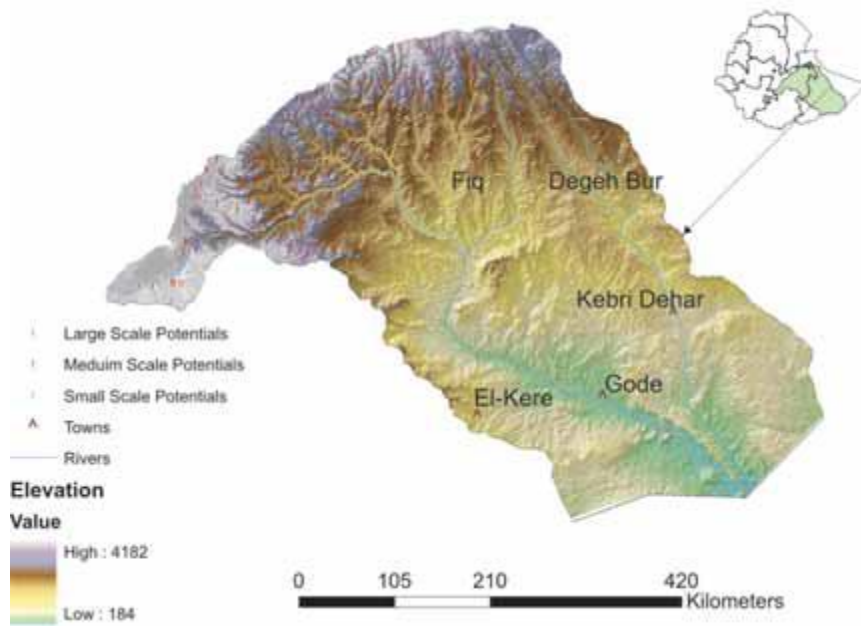 Fiq
Degeh Bur
Kebri Dehar
Gode
El-Kere
Large Scale Potentials
Meduim Scale Potentials
Small Scale Potentials
Towns
Rivers
Elevation
Value
High : 4182
Low : 184
0 105 210 420
Kilometers